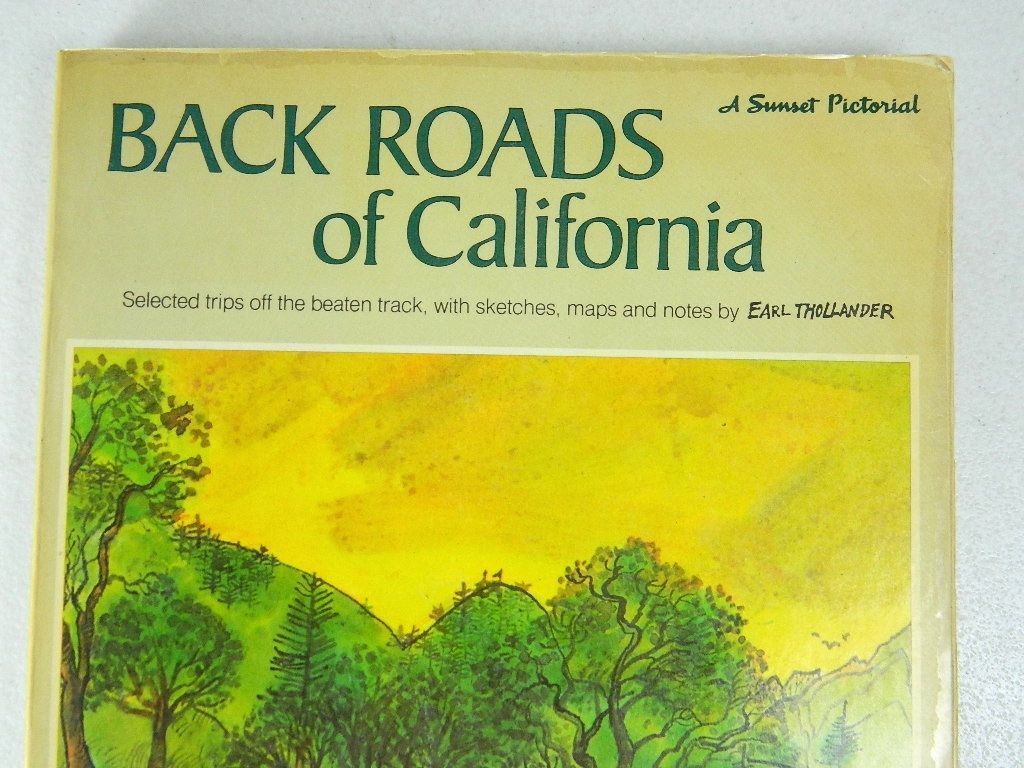 A Sunset Pictorial
BACK ROADS
of California
Selected trips off the beaten track, with sketches, maps and notes by EARL THOLLANDER